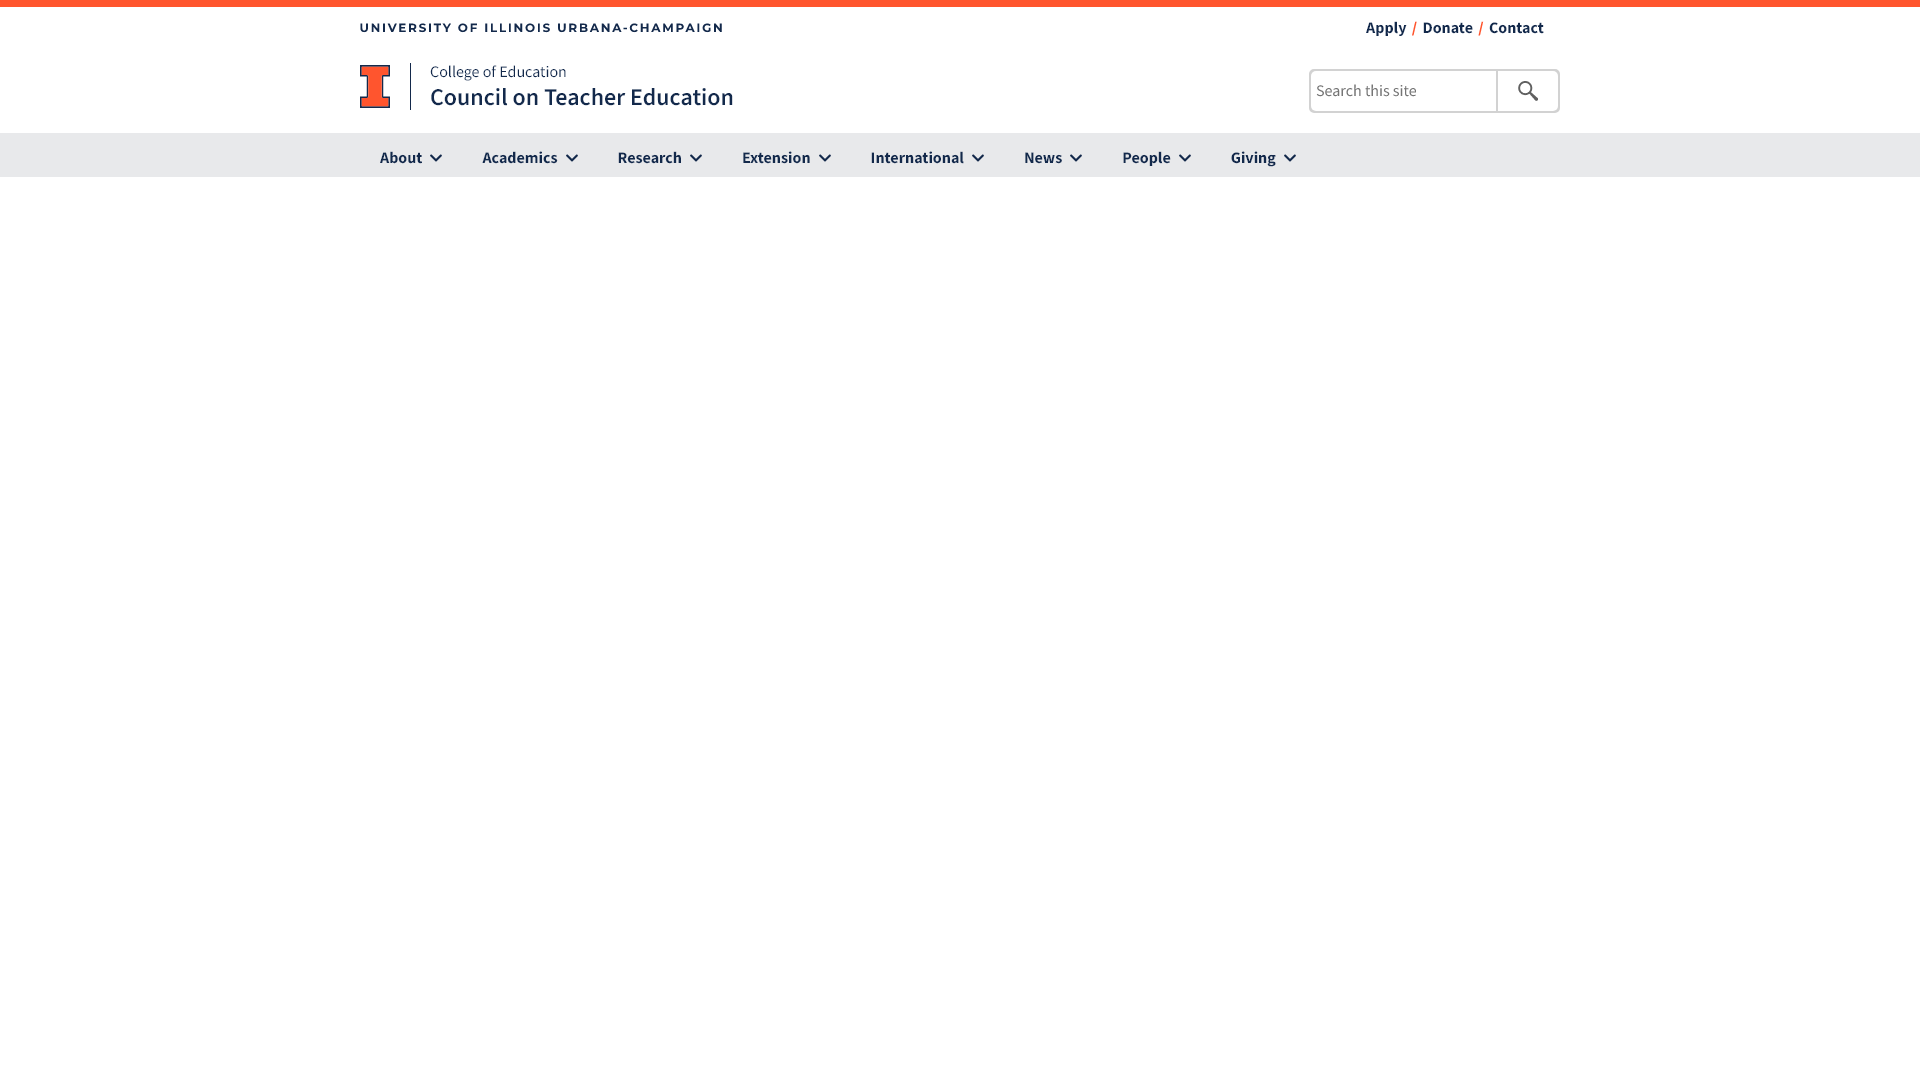 UNIVERSITY OF ILLINOIS URBANA-CHAMPAIGN
Apply / Donate / Contact
College of Education
Council on Teacher Education
Search this site
About Academics Research Extension International News People Giving